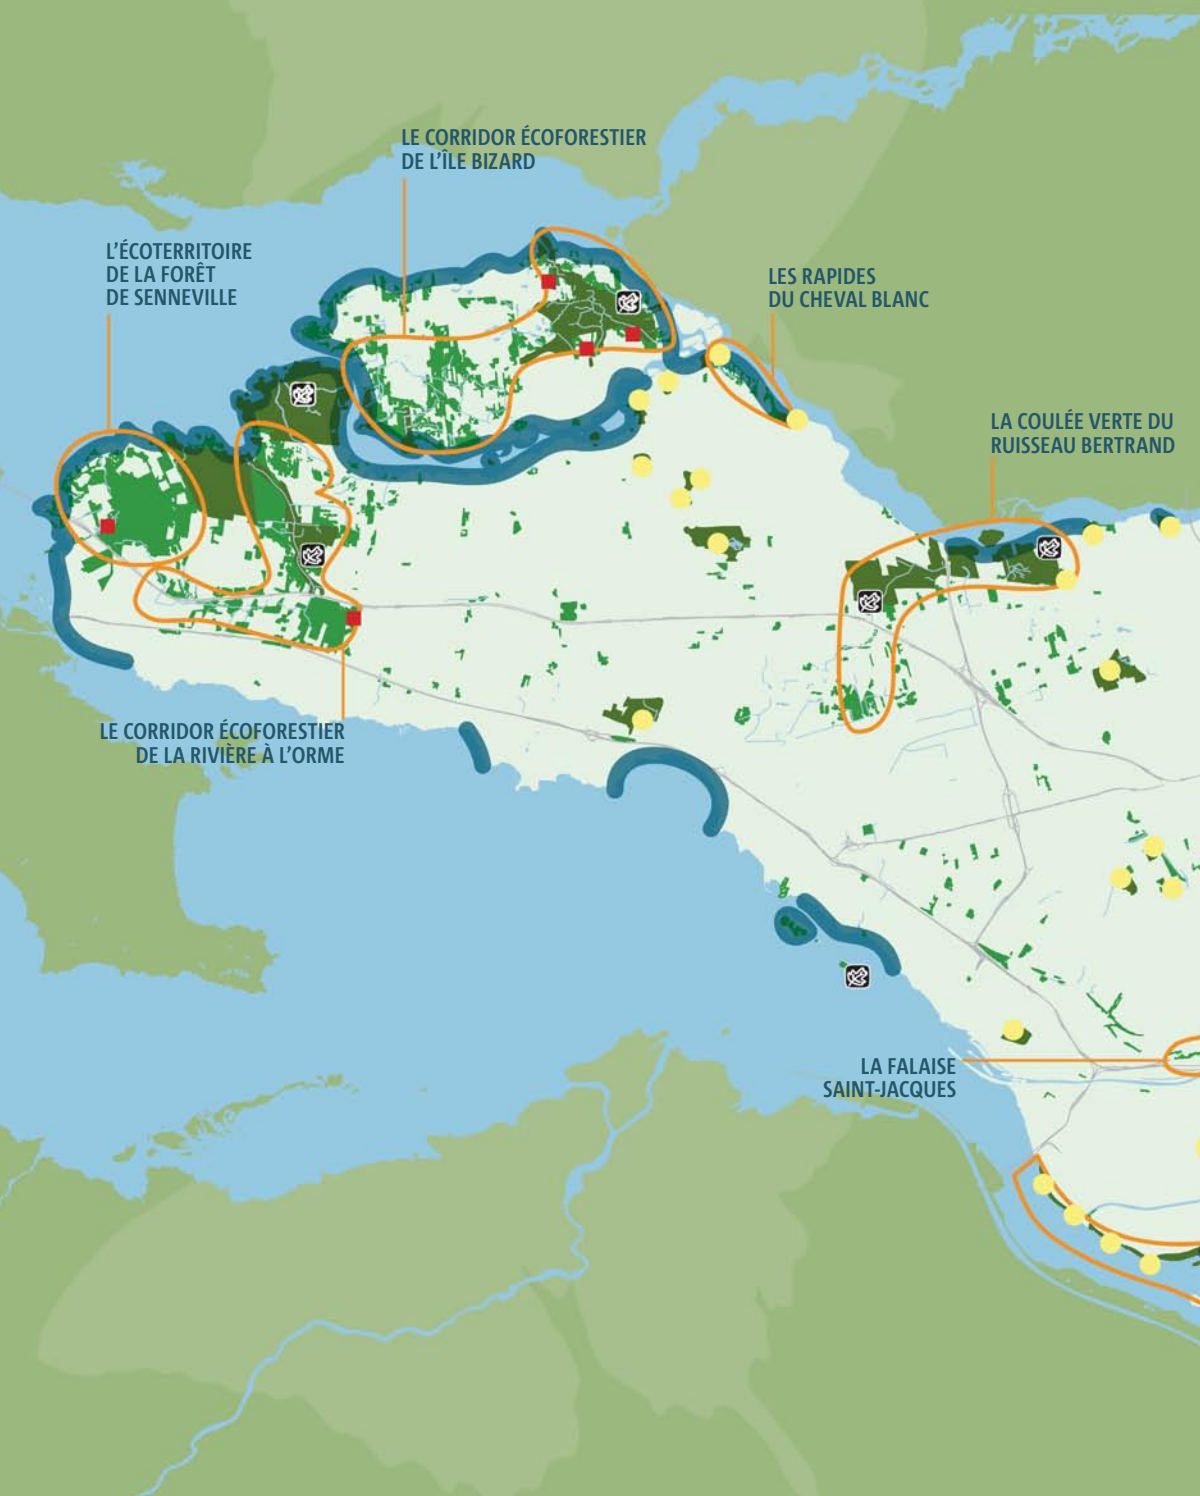 LE CORRIDOR ÉCOFORESTIER
DE L'ÎLE BIZARD
L'ÉCOTERRITOIRE
DE LA FORÊT
DE SENNEVILLE
LES RAPIDES
DU CHEVAL BLANC
LA COULÉE VERTE DU
RUISSEAU BERTRAND
LE CORRIDOR ÉCOFORESTIER
DE LA RIVIÈRE À L'ORME
LA FALAISE
SAINT-JACQUES